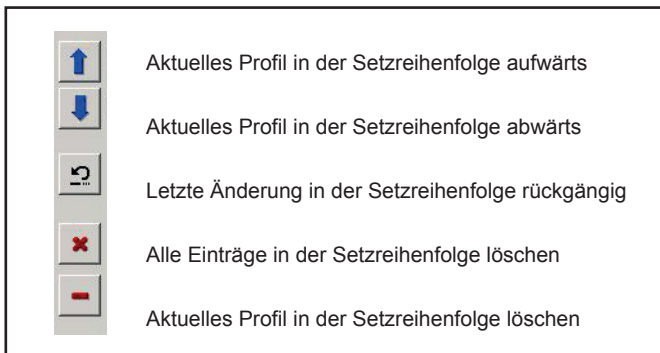 Aktuelles Profil in der Setzreihenfolge aufwärts
Aktuelles Profil in der Setzreihenfolge abwärts
Letzte Änderung in der Setzreihenfolge rückgängig
Alle Einträge in der Setzreihenfolge löschen
Aktuelles Profil in der Setzreihenfolge löschen